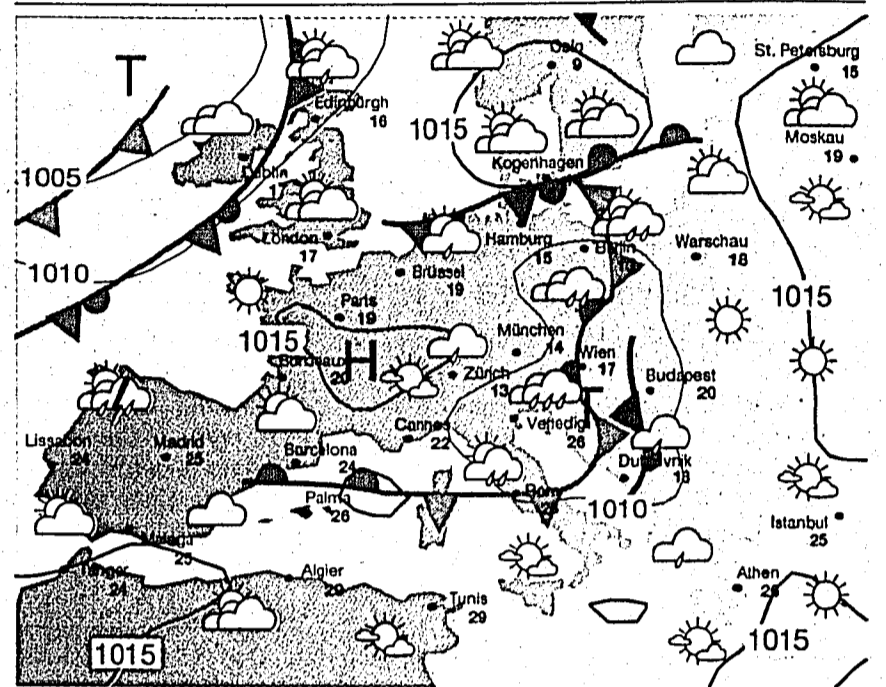 T
Oslo
9
St. Petersburg
15
Edinburgh
16
1015
Moskau
19
Kopenhagen
1005
Dublin
London
17
Hamburg
15
Berlin
Warschau
18
1010
Brüssel
19
1015
Paris
19
1015
München
14
Wien
17
Bordeaux
20
H
Zürich
13
T
Budapest
20
Cannes
22
Venedig
26
Lissabon
24
Madrid
25
Barcelona
24
Dubrovnik
18
Palma
26
Rom
1010
Istanbul
25
Malaga
25
Tanger
24
Algier
29
Tunis
29
Athen
1015
1015